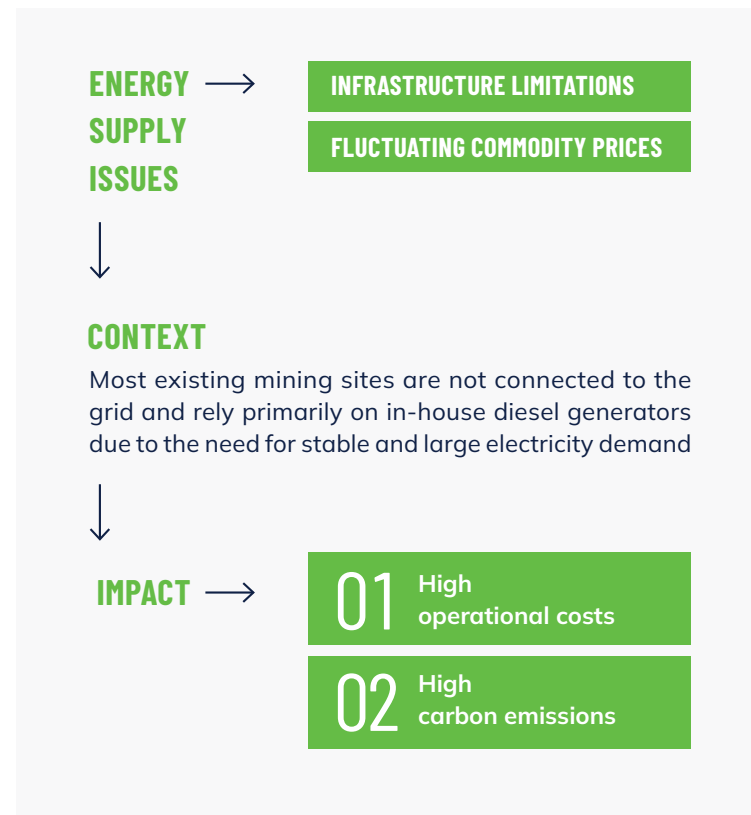 ENERGY
SUPPLY
ISSUES
INFRASTRUCTURE LIMITATIONS
FLUCTUATING COMMODITY PRICES
CONTEXT
Most existing mining sites are not connected to the
grid and rely primarily on in-house diesel generators
due to the need for stable and large electricity demand
IMPACT
01
High
operational costs
02
High
carbon emissions